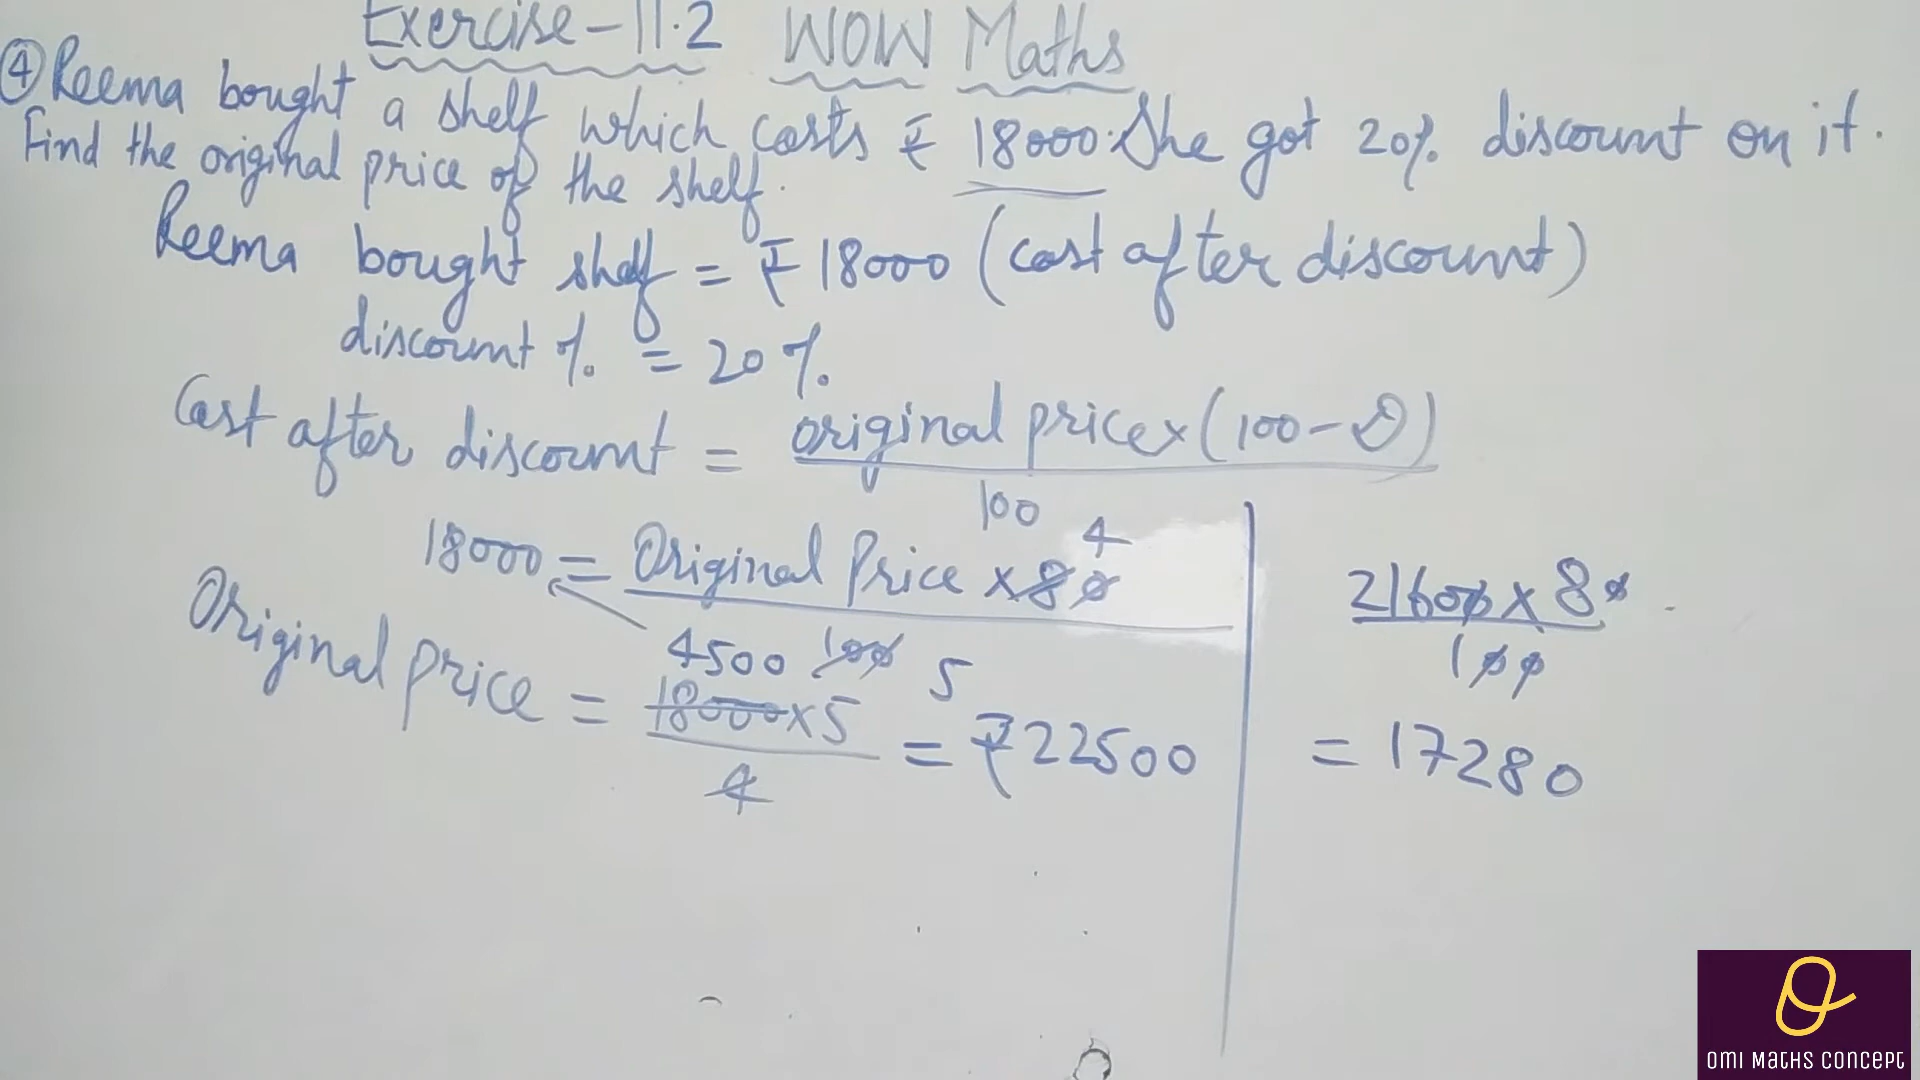 Exercise-11.2 WOW Maths
④ Reema bought a shelf which costs ₹ 18000. She got 20% discount on it.
Find the original price of the shelf.
Reema bought shelf = ₹ 18000 (cost after discount)
discount % = 20%
Cost after discount = original price × (100 - D)
100
4
18000 = Original Price × 80
4500 100 5
Original price = 18000 × 5 = ₹ 22500
4
21600 × 80
100
= 17280
OMI MATHS CONCEPT